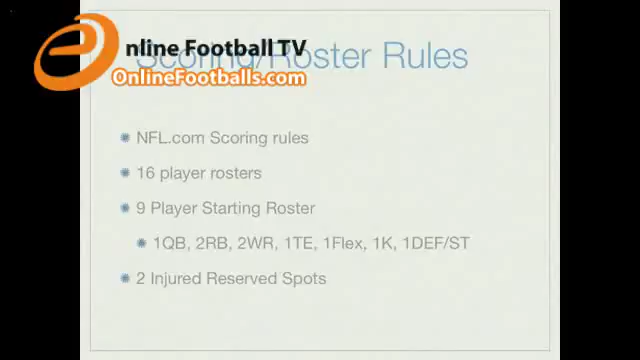 nline Football TV
OnlineFootballs.com
Scoring/Roster Rules
NFL.com Scoring rules
16 player rosters
9 Player Starting Roster
1QB, 2RB, 2WR, 1TE, 1Flex, 1K, 1DEF/ST
2 Injured Reserved Spots